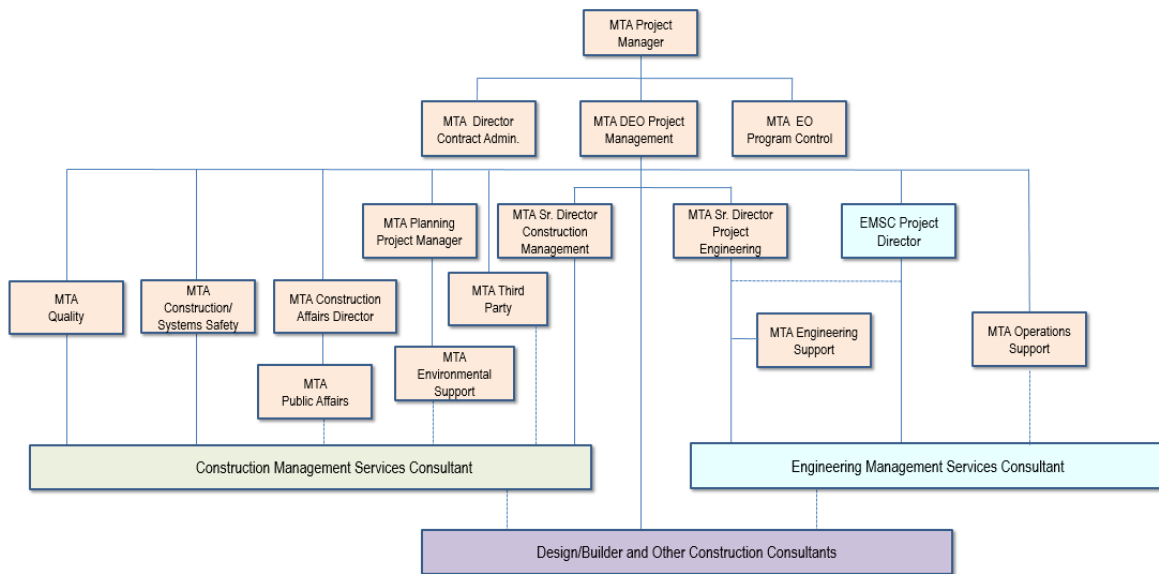 MTA Project
Manager
MTA Director
Contract Admin.
MTA DEO Project
Management
MTA EO
Program Control
MTA Planning
Project Manager
MTA Sr. Director
Construction
Management
MTA Sr. Director
Project
Engineering
EMSC Project
Director
MTA
Quality
MTA
Construction/
Systems Safety
MTA Construction
Affairs Director
MTA Third
Party
MTA Engineering
Support
MTA Operations
Support
MTA
Public Affairs
MTA
Environmental
Support
Construction Management Services Consultant
Engineering Management Services Consultant
Design/Builder and Other Construction Consultants